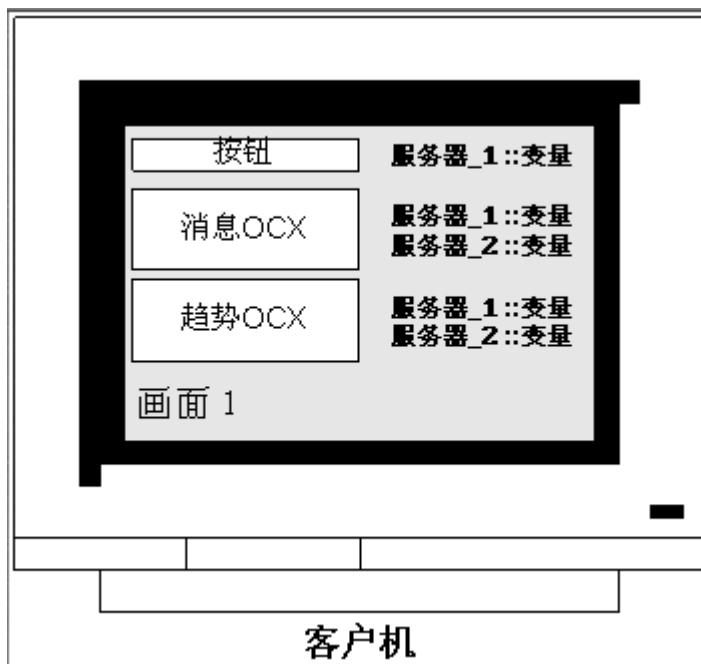 按钮 服务器_1::变量
消息OCX 服务器_1::变量
服务器_2::变量
趋势OCX 服务器_1::变量
服务器_2::变量
画面 1
客户机